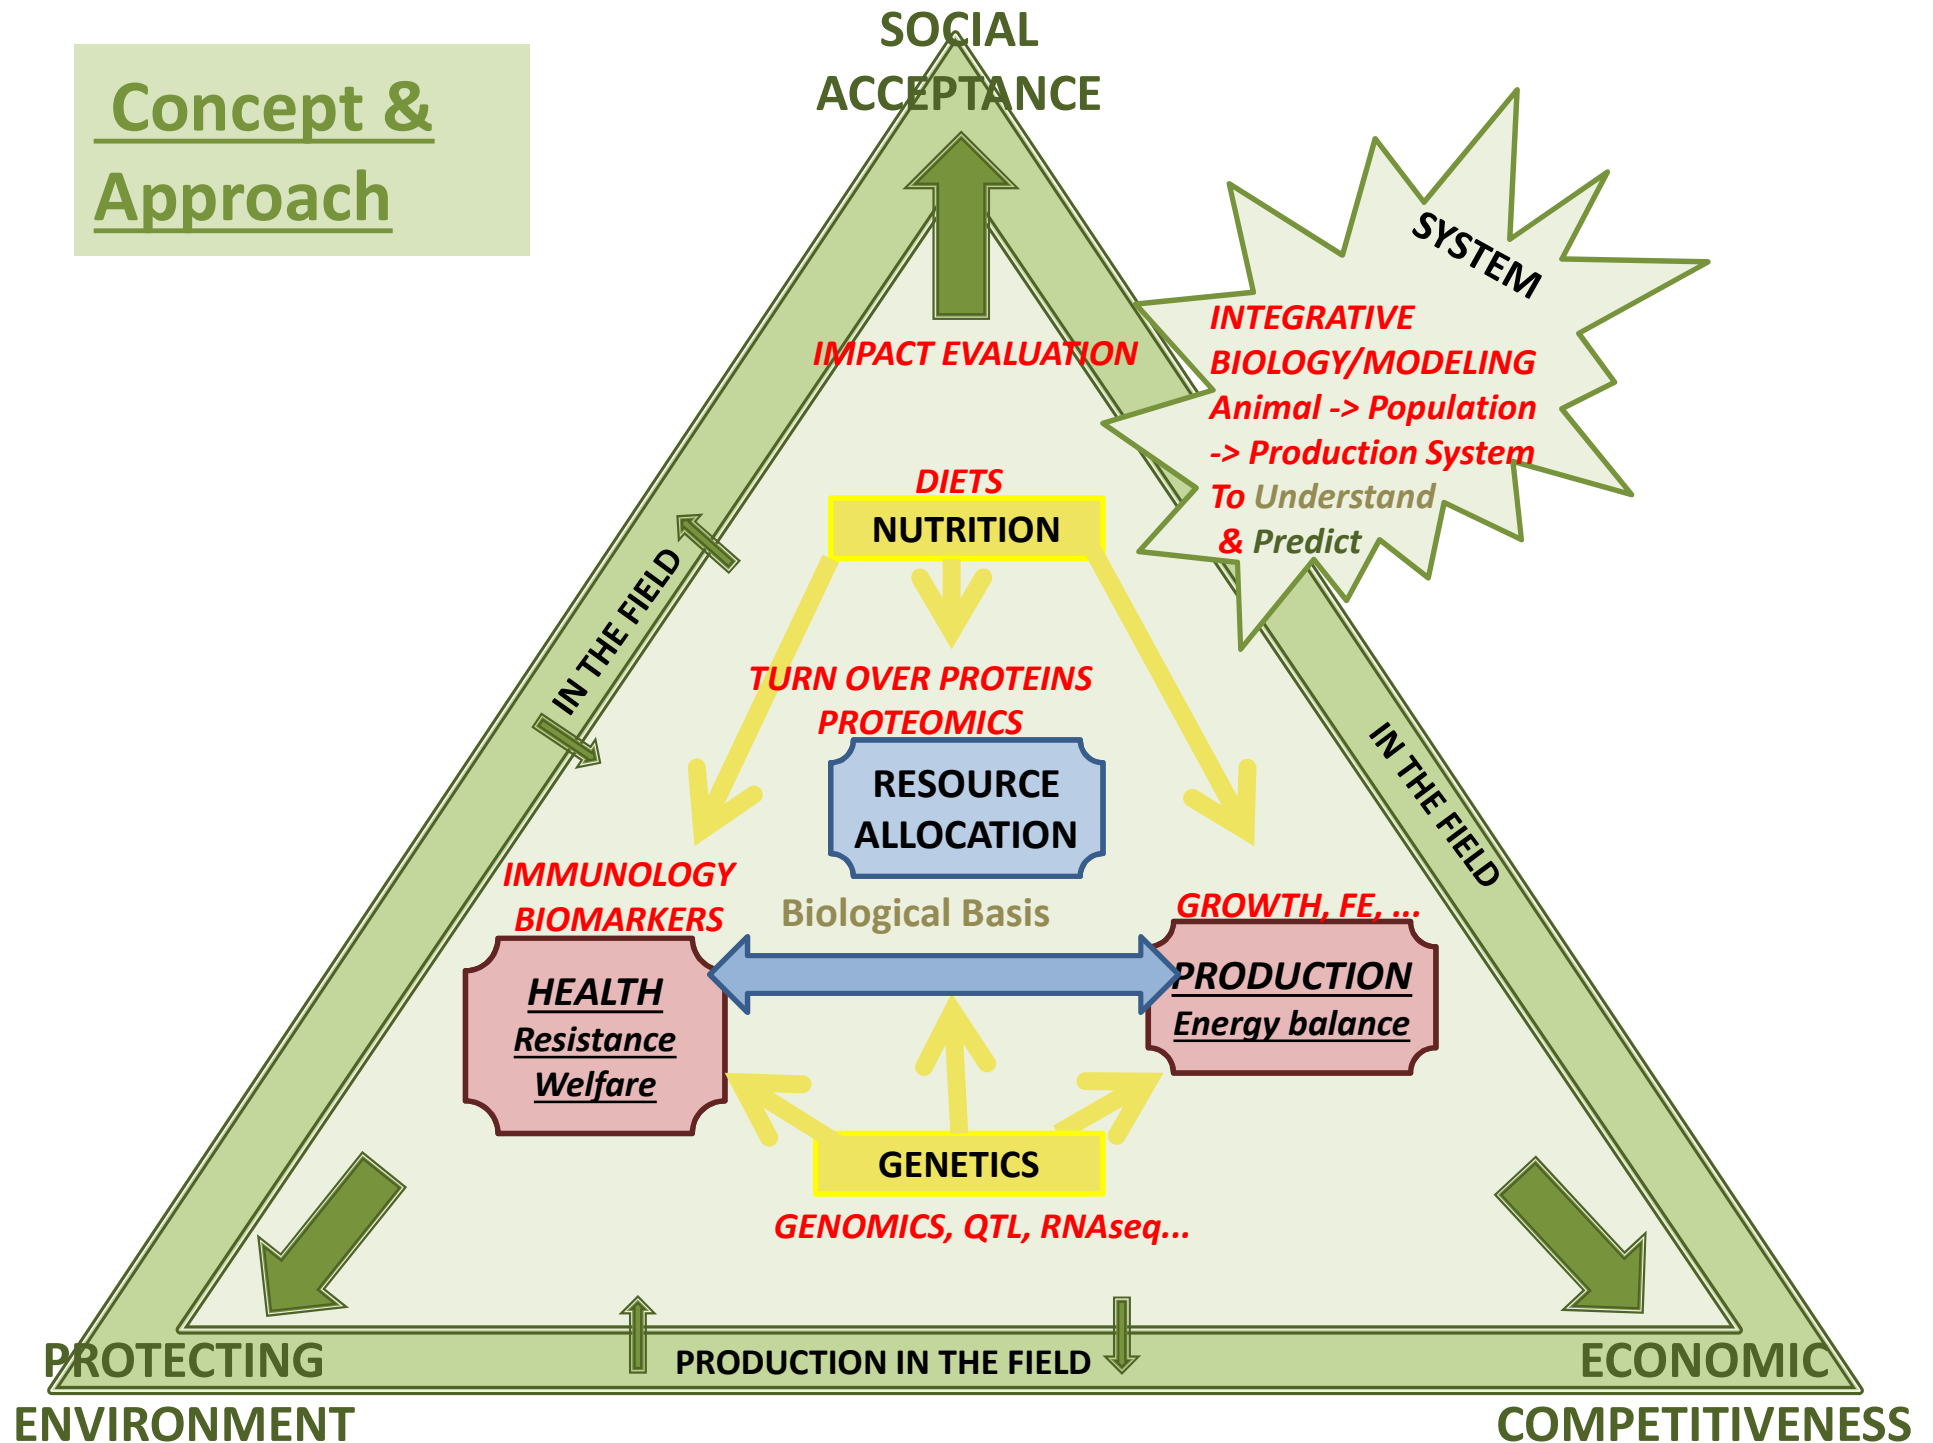 Concept &
Approach
SOCIAL
ACCEPTANCE
SYSTEM
INTEGRATIVE
BIOLOGY/MODELING
Animal -> Population
-> Production System
To Understand
& Predict
IMPACT EVALUATION
DIETS
NUTRITION
IN THE FIELD
TURN OVER PROTEINS
PROTEOMICS
RESOURCE
ALLOCATION
IN THE FIELD
IMMUNOLOGY
BIOMARKERS
Biological Basis
GROWTH, FE, ...
HEALTH
Resistance
Welfare
PRODUCTION
Energy balance
GENETICS
GENOMICS, QTL, RNAseq...
PRODUCTION IN THE FIELD
PROTECTING
ENVIRONMENT
ECONOMIC
COMPETITIVENESS